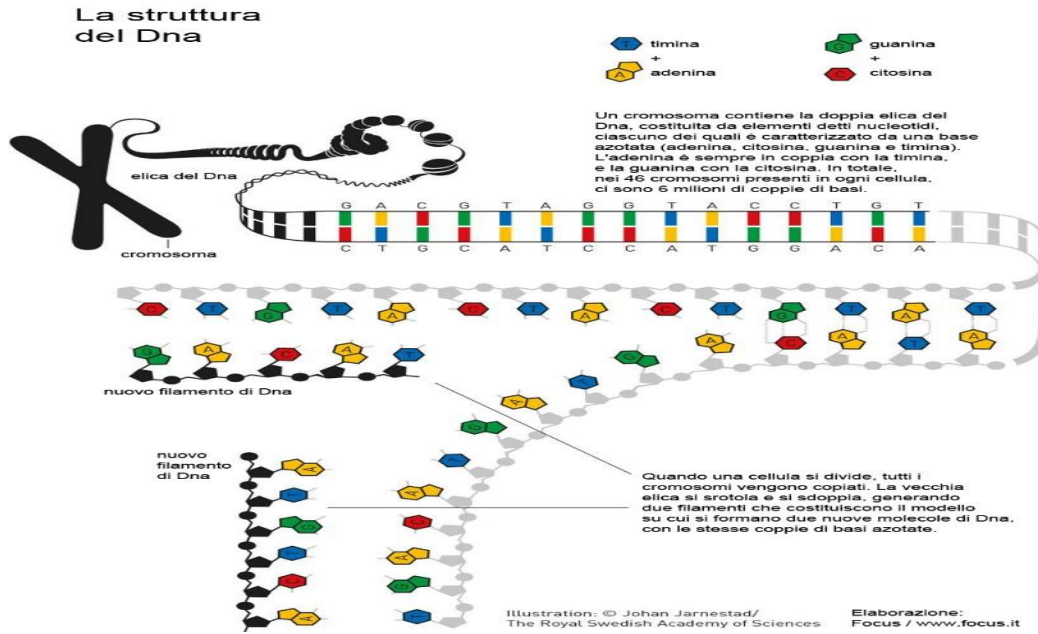 La struttura
del Dna
T timina
+
A adenina
G guanina
+
C citosina
Un cromosoma contiene la doppia elica del
Dna, costituita da elementi detti nucleotidi,
ciascuno dei quali è caratterizzato da una base
azotata (adenina, citosina, guanina e timina).
L'adenina è sempre in coppia con la timina,
e la guanina con la citosina. In totale,
nei 46 cromosomi presenti in ogni cellula,
ci sono 6 milioni di coppie di basi.
elica del Dna
cromosoma
G A C G T A G G T A C C T G T
C T G C A T C C A T G G A C A
C T G T A C T A C T G T A T
G A C A T G A C A T A
nuovo filamento di Dna
T
A
G
T
A
C
A
G
T
nuovo
filamento
di Dna
A
T
G
T
C
A
Quando una cellula si divide, tutti i
cromosomi vengono copiati. La vecchia
elica si srotola e si sdoppia, generando
due filamenti che costituiscono il modello
su cui si formano due nuove molecole di Dna,
con le stesse coppie di basi azotate.
Illustration: © Johan Jarnestad/
The Royal Swedish Academy of Sciences
Elaborazione:
Focus / www.focus.it